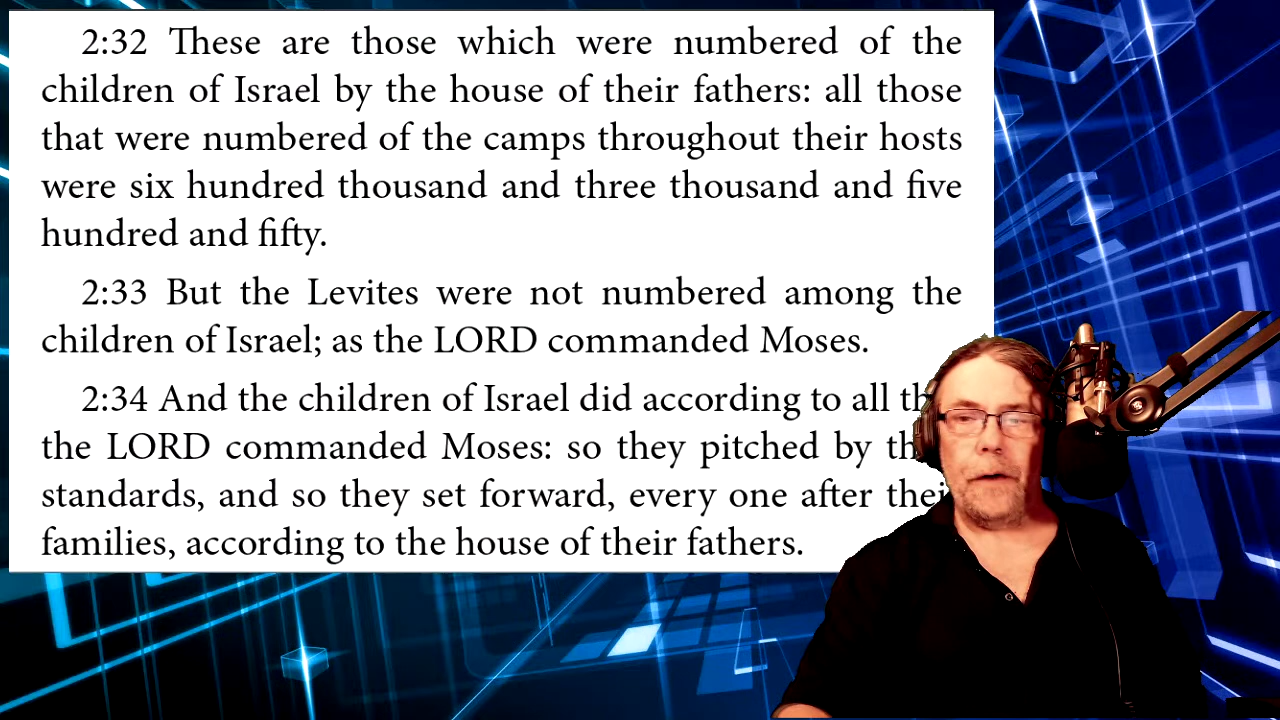 2:32 These are those which were numbered of the
children of Israel by the house of their fathers: all those
that were numbered of the camps throughout their hosts
were six hundred thousand and three thousand and five
hundred and fifty.
2:33 But the Levites were not numbered among the
children of Israel; as the LORD commanded Moses.
2:34 And the children of Israel did according to all
the LORD commanded Moses: so they pitched by
standards, and so they set forward, every one after their
families, according to the house of their fathers.